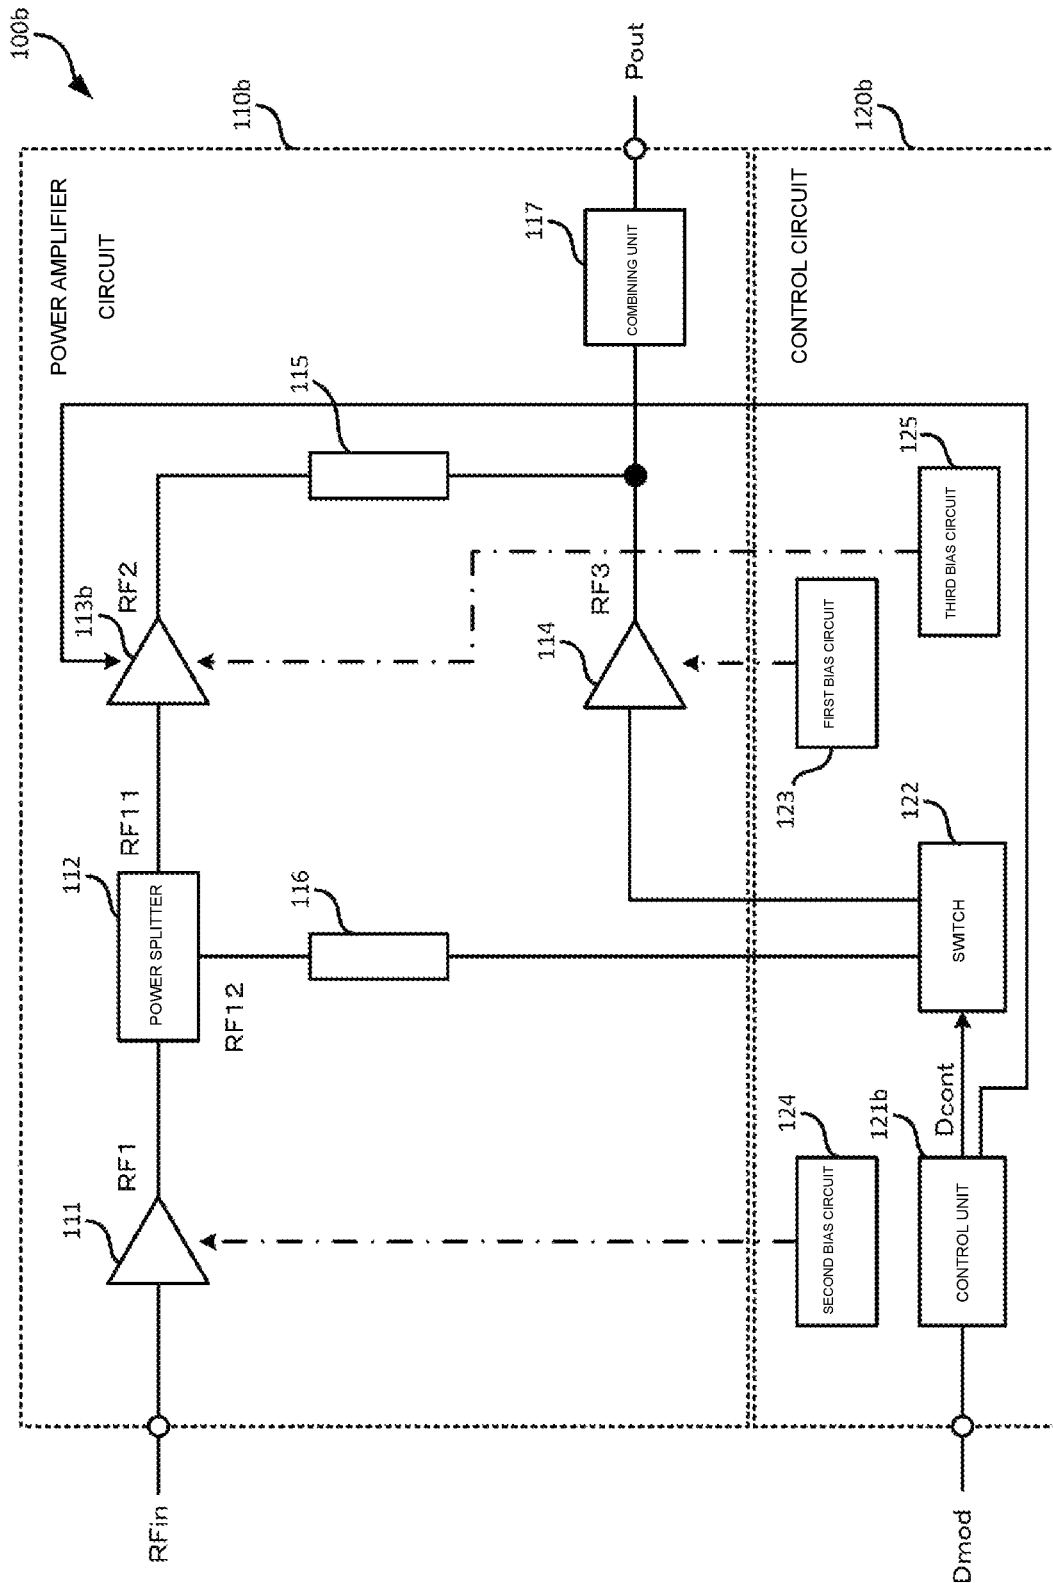 100b
110b
POWER AMPLIFIER
CIRCUIT
RFin
111
RF1
112
POWER SPLITTER
RF11
RF12
116
113b
RF2
115
114
RF3
117
COMBINING UNIT
Pout
120b
CONTROL CIRCUIT
SECOND BIAS CIRCUIT
124
123
FIRST BIAS CIRCUIT
THIRD BIAS CIRCUIT
125
Dmod
CONTROL UNIT
121b
Dcont
SWITCH
122